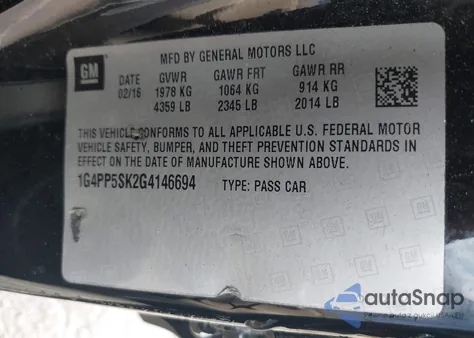 GM
MFD BY GENERAL MOTORS LLC
DATE GVWR GAWR FRT GAWR RR
02/16 1978 KG 1064 KG 914 KG
4359 LB 2345 LB 2014 LB
THIS VEHICLE CONFORMS TO ALL APPLICABLE U.S. FEDERAL MOTOR
VEHICLE SAFETY, BUMPER, AND THEFT PREVENTION STANDARDS IN
EFFECT ON THE DATE OF MANUFACTURE SHOWN ABOVE.
1G4PP5SK2G4146694 TYPE: PASS CAR
autoSnap